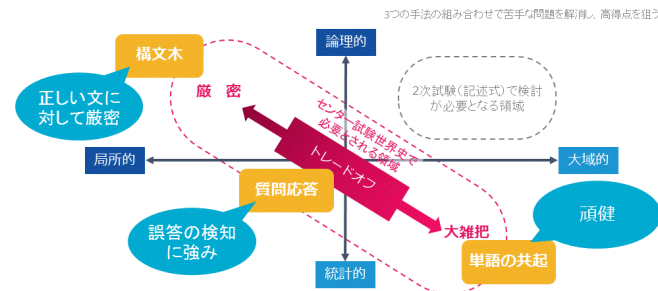 3つの手法の組み合わせで苦手な問題を解消し、高得点を狙う
論理的
構文木
厳 密
正しい文に
対して厳密
2次試験(記述式)で検討
が必要となる領域
センター試験世界史で
必要とされる領域
局所的
トレードオフ
大域的
質問応答
誤答の検知
に強み
大雑把
頑健
単語の共起
統計的